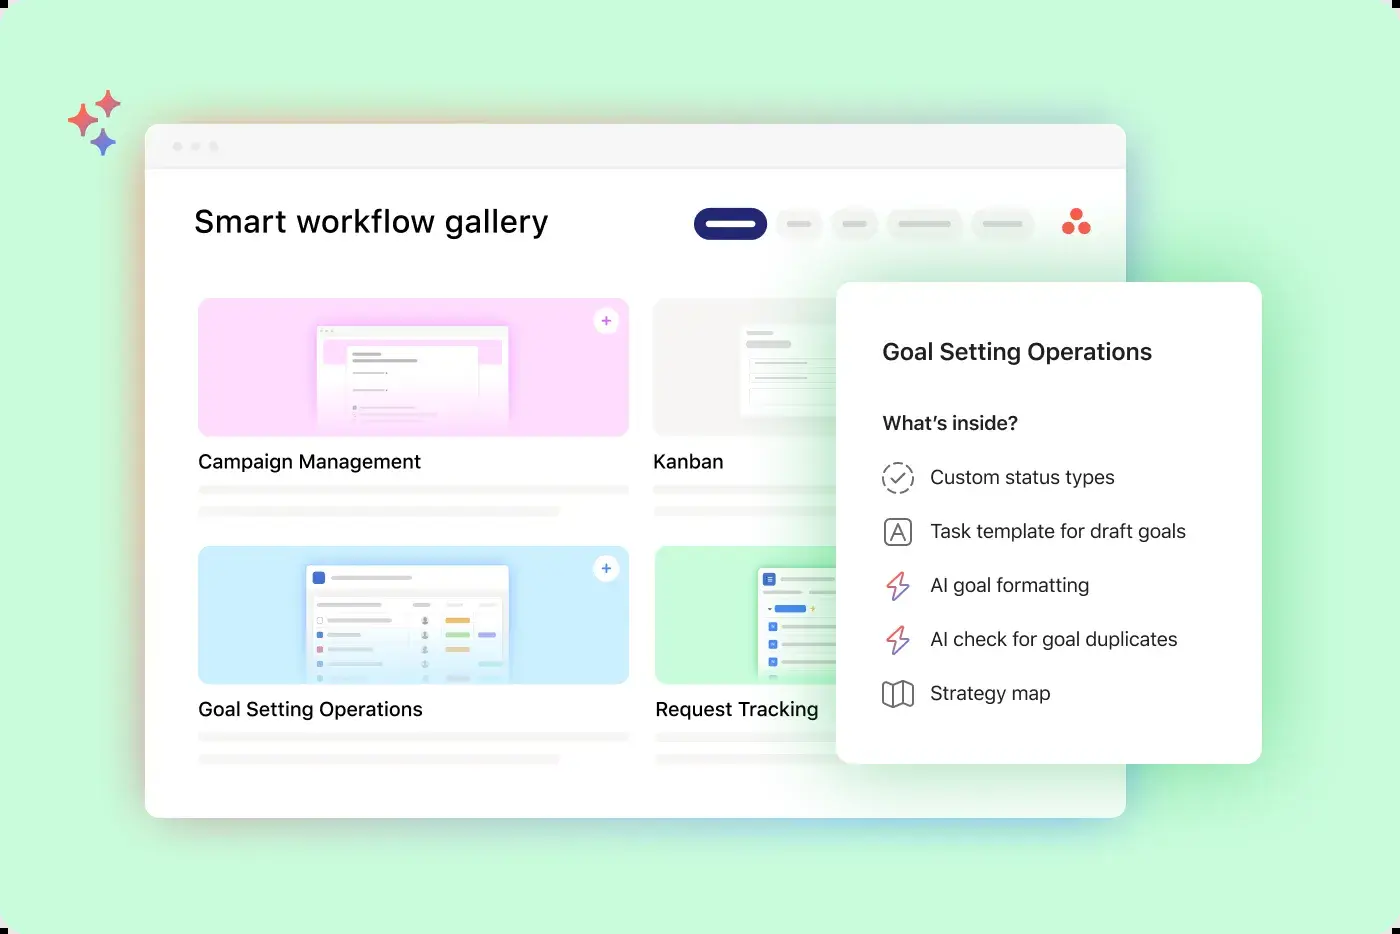 Smart workflow gallery
Campaign Management
Kanban
Goal Setting Operations
Request Tracking
Goal Setting Operations
What's inside?
Custom status types
A
Task template for draft goals
AI goal formatting
AI check for goal duplicates
Strategy map